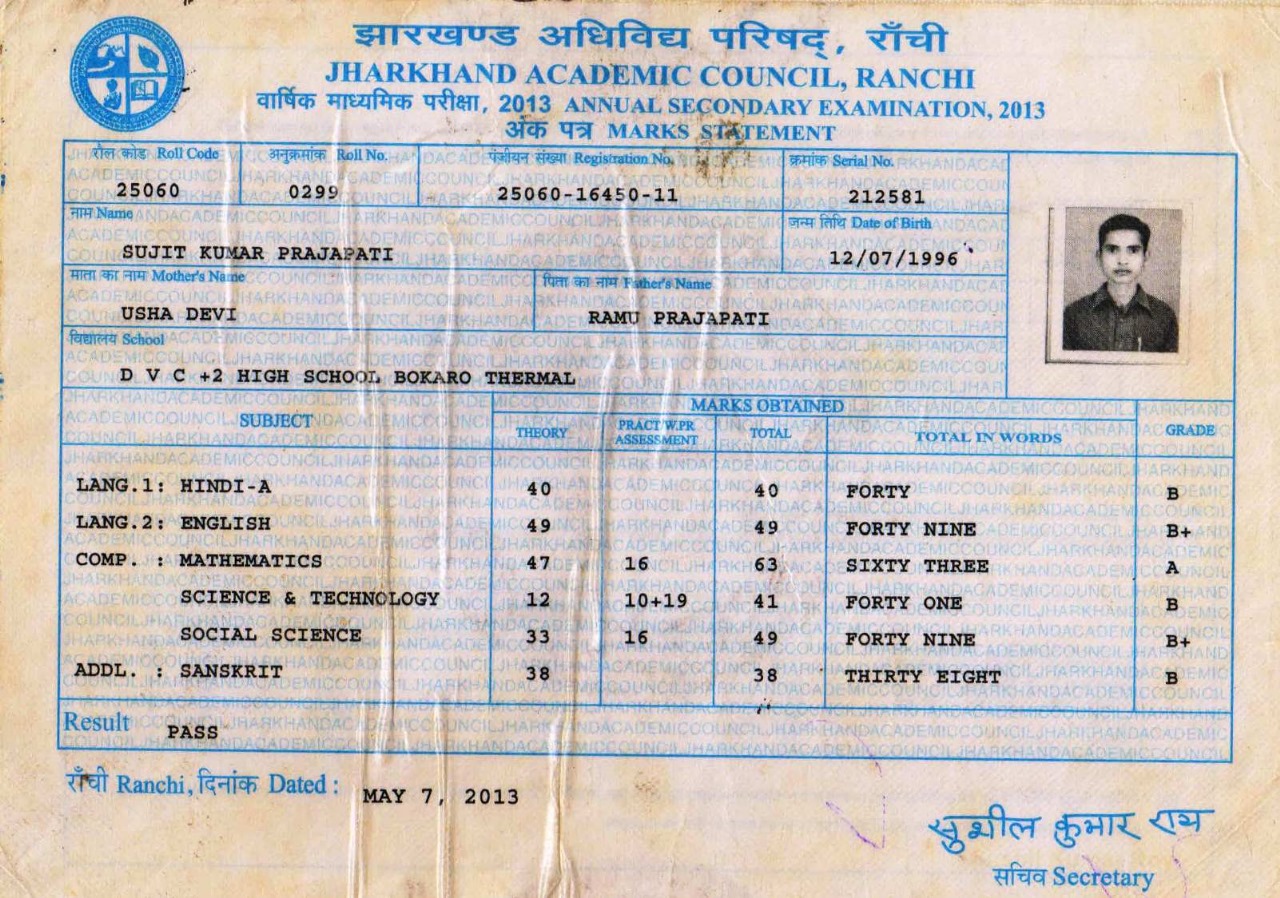 झारखण्ड अधिविद्य परिषद्, राँची
JHARKHAND ACADEMIC COUNCIL, RANCHI
वार्षिक माध्यमिक परीक्षा, 2013 ANNUAL SECONDARY EXAMINATION, 2013
अंक पत्र MARKS STATEMENT
रौल कोड Roll Code अनुक्रमांक Roll No. पंजीयन संख्या Registration No. क्रमांक Serial No.
25060 0299 25060-16450-11 212581
नाम Name जन्म तिथि Date of Birth
SUJIT KUMAR PRAJAPATI 12/07/1996
माता का नाम Mother's Name पिता का नाम Father's Name
USHA DEVI RAMU PRAJAPATI
विद्यालय School
D V C +2 HIGH SCHOOL BOKARO THERMAL
MARKS OBTAINED
SUBJECT THEORY PRACT/W.PR ASSESSMENT TOTAL TOTAL IN WORDS GRADE
LANG.1: HINDI-A 40 40 FORTY B
LANG.2: ENGLISH 49 49 FORTY NINE B+
COMP. : MATHEMATICS 47 16 63 SIXTY THREE A
SCIENCE & TECHNOLOGY 12 10+19 41 FORTY ONE B
SOCIAL SCIENCE 33 16 49 FORTY NINE B+
ADDL. : SANSKRIT 38 38 THIRTY EIGHT B
Result PASS
राँची Ranchi, दिनांक Dated : MAY 7, 2013
सुशील कुमार राय
सचिव Secretary